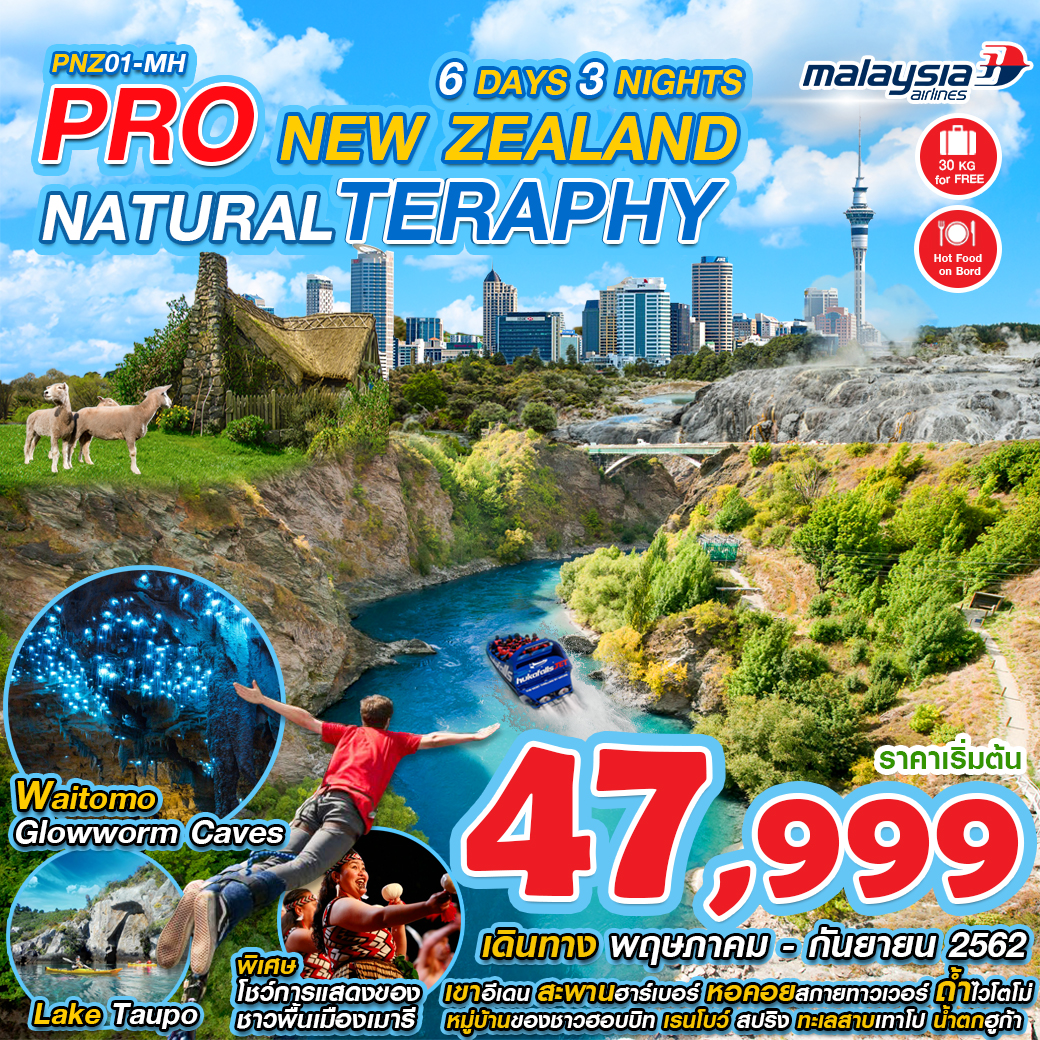 PNZ01-MH
6 DAYS 3 NIGHTS
malaysia
airlines
PRO NEW ZEALAND
NATURAL TERAPHY
30 KG
for FREE
Hot Food
on Bord
hukafallsJET
Waitomo
Glowworm Caves
ราคาเริ่มต้น
47,999
เดินทาง พฤษภาคม - กันยายน 2562
Lake Taupo
พิเศษ
โชว์การแสดงของ
ชาวพื้นเมืองเมารี
เขาอีเดน สะพานฮาร์เบอร์ หอคอยสกายทาวเวอร์ ถ้ำไวโตโม่
หมู่บ้านของชาวฮอบบิท เรนโบว์ สปริง ทะเลสาบเทาโป น้ำตกฮูก้า